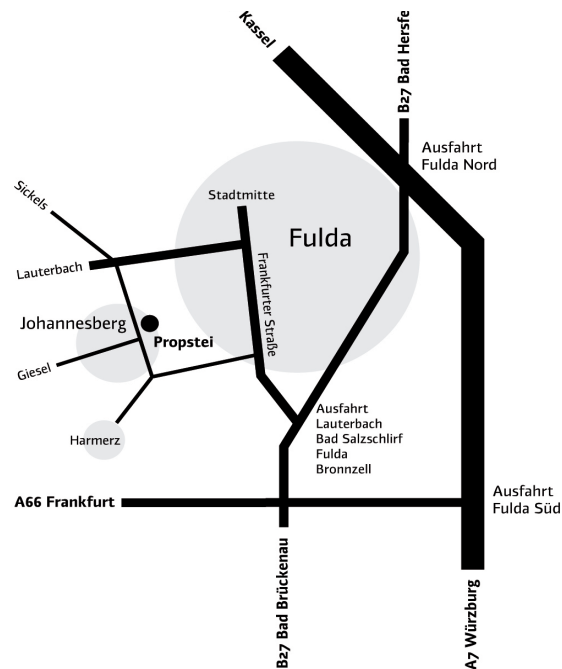 Kassel
B27 Bad Hersfe
Ausfahrt
Fulda Nord
Sickels
Stadtmitte
Fulda
Lauterbach
Frankfurter Straße
Johannesberg
Propstei
Giesel
Harmerz
Ausfahrt
Lauterbach
Bad Salzschlirf
Fulda
Bronnzell
A66 Frankfurt
Ausfahrt
Fulda Süd
B27 Bad Brückenau
A7 Würzburg